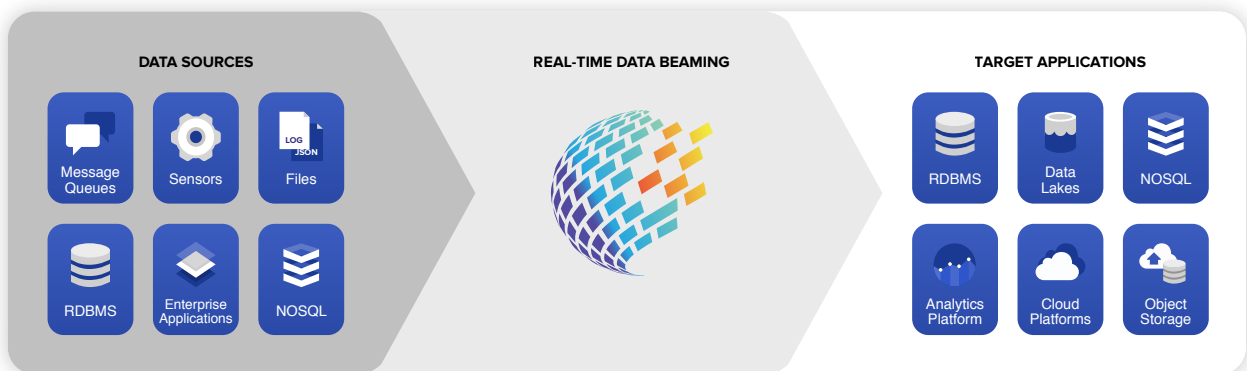 DATA SOURCES
Message
Queues
Sensors
LOG
JSON
Files
RDBMS
Enterprise
Applications
NOSQL
REAL-TIME DATA BEAMING
TARGET APPLICATIONS
RDBMS
Data
Lakes
NOSQL
Analytics
Platform
Cloud
Platforms
Object
Storage